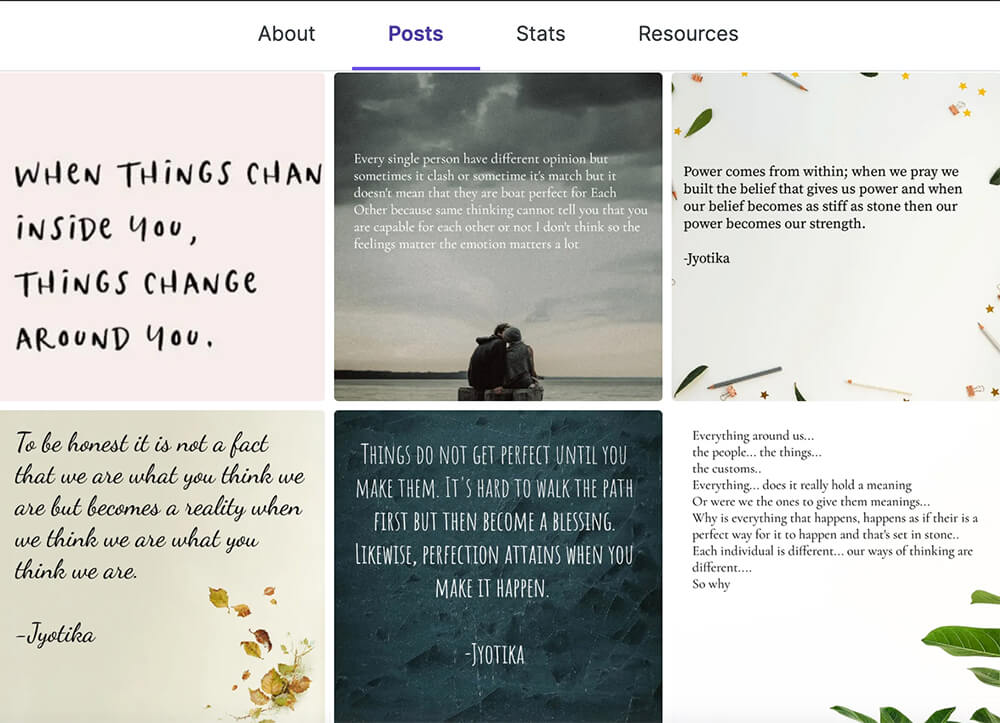 About
Posts
Stats
Resources
WHEN THINGS CHAN
INSIDE YOU,
THINGS CHANGE
AROUND YOU.
Every single person have different opinion but
sometimes it clash or sometime it's match but it
doesn't mean that they are boat perfect for Each
Other because same thinking cannot tell you that you
are capable for each other or not I don't think so the
feelings matter the emotion matters a lot
Power comes from within; when we pray we
built the belief that gives us power and when
our belief becomes as stiff as stone then our
power becomes our strength.
-Jyotika
To be honest it is not a fact
that we are what you think we
are but becomes a reality when
we think we are what you
think we are.
-Jyotika
Things do not get perfect until you
make them. It's hard to walk the path
first but then become a blessing.
Likewise, perfection attains when you
make it happen.
-Jyotika
Everything around us...
the people... the things...
the customs..
Everything... does it really hold a meaning
Or were we the ones to give them meanings...
Why is everything that happens, happens as if their is a
perfect way for it to happen and that's set in stone..
Each individual is different... our ways of thinking are
different....
So why